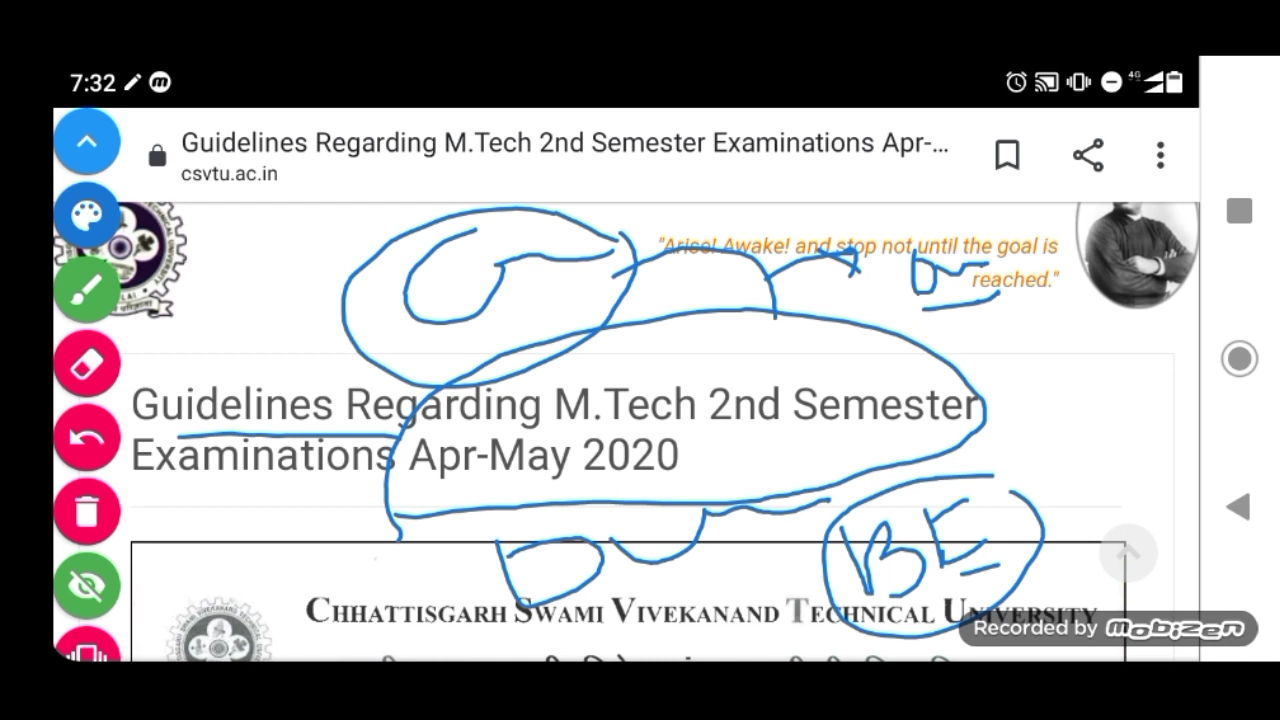 7:32
4G
Guidelines Regarding M.Tech 2nd Semester Examinations Apr-...
csvtu.ac.in
"Arise! Awake! and stop not until the goal is
reached."
Guidelines Regarding M.Tech 2nd Semester
Examinations Apr-May 2020
BE
CHHATTISGARH SWAMI VIVEKANAND TECHNICAL UNIVERSITY
Recorded by mobizen